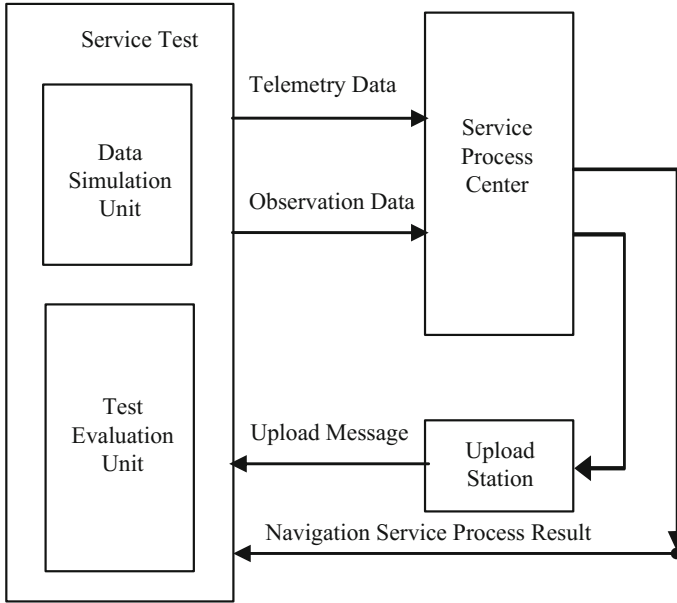 Service Test
Telemetry Data
Data
Simulation
Unit
Observation Data
Service
Process
Center
Test
Evaluation
Unit
Upload Message
Upload
Station
Navigation Service Process Result